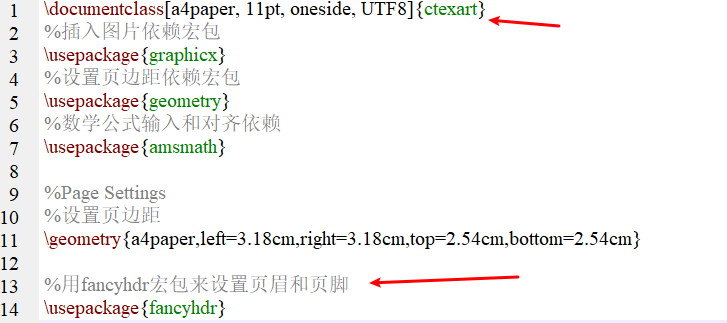 1 \documentclass[a4paper, 11pt, oneside, UTF8]{ctexart}
2 %插入图片依赖宏包
3 \usepackage{graphicx}
4 %设置页边距依赖宏包
5 \usepackage{geometry}
6 %数学公式输入和对齐依赖
7 \usepackage{amsmath}
8
9 %Page Settings
10 %设置页边距
11 \geometry{a4paper,left=3.18cm,right=3.18cm,top=2.54cm,bottom=2.54cm}
12
13 %用fancyhdr宏包来设置页眉和页脚
14 \usepackage{fancyhdr}